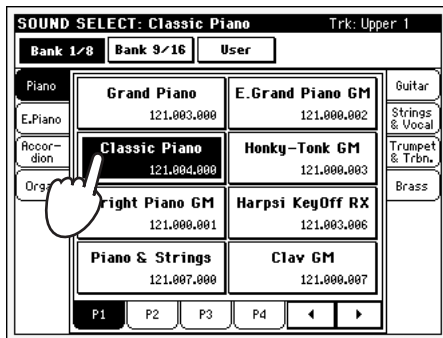 SOUND SELECT: Classic Piano Trk: Upper 1
Bank 1/8 Bank 9/16 User
Piano
E.Piano
Accor-
dion
Orga
Grand Piano
121.003.000
E.Grand Piano GM
121.000.002
Classic Piano
121.004.000
Honky-Tonk GM
121.000.003
right Piano GM
121.000.001
Harpsi KeyOff RX
121.003.006
Piano & Strings
121.007.000
Clav GM
121.000.007
Guitar
Strings
& Vocal
Trumpet
& Trbn.
Brass
P1 P2 P3 P4